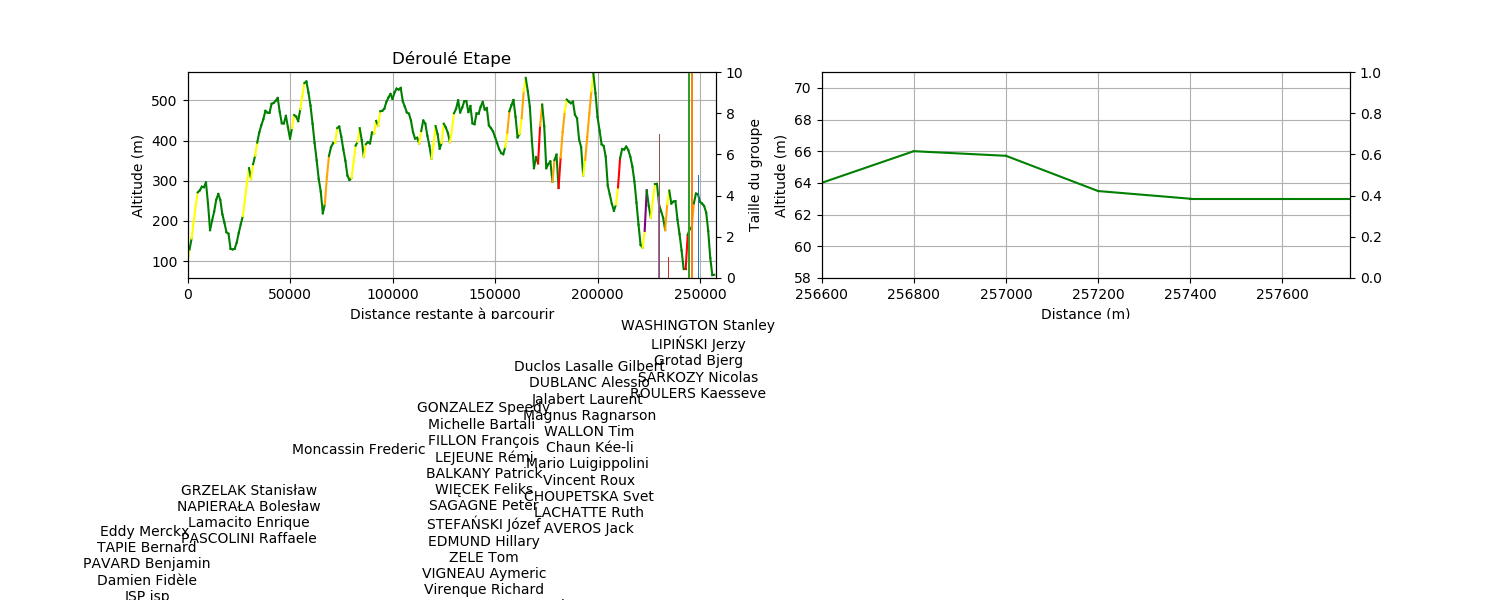 Déroulé Etape
500
400
300
200
100
Altitude (m)
0
50000
100000
150000
200000
250000
Distance restante à parcourir
10
8
6
4
2
0
Taille du groupe
70
68
66
64
62
60
58
Altitude (m)
256600
256800
257000
257200
257400
257600
Distance (m)
1.0
0.8
0.6
0.4
0.2
0.0
WASHINGTON Stanley
LIPIŃSKI Jerzy
Grotad Bjerg
SARKOZY Nicolas
ROULERS Kaesseve
Duclos Lasalle Gilbert
DUBLANC Alessio
Jalabert Laurent
Magnus Ragnarson
WALLON Tim
Chaun Kée-li
Mario Luigippolini
Vincent Roux
CHOUPETSKA Svet
LACHATTE Ruth
AVEROS Jack
GONZALEZ Speedy
Michelle Bartali
FILLON François
LEJEUNE Rémi
BALKANY Patrick
WIĘCEK Feliks
SAGAGNE Peter
STEFAŃSKI Józef
EDMUND Hillary
ZELE Tom
VIGNEAU Aymeric
Virenque Richard
Moncassin Frederic
GRZELAK Stanisław
NAPIERAŁA Bolesław
Lamacito Enrique
PASCOLINI Raffaele
Eddy Merckx
TAPIE Bernard
PAVARD Benjamin
Damien Fidèle
JSP jsp